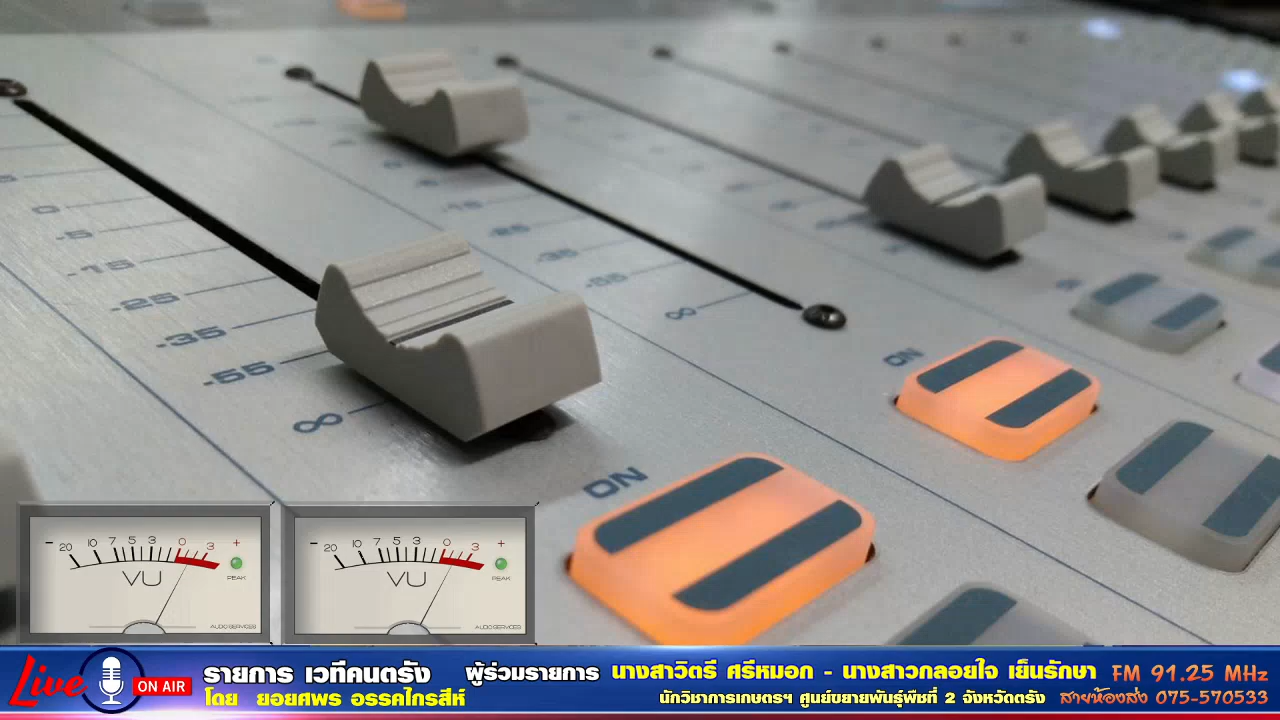 -5
0
-5
-15
-25
-35
-55
∞
-15
-25
-35
-55
∞
ON
ON
- 20 10 7 5 3 0 3 +
VU
PEAK
AUDIO SERVICES
- 20 10 7 5 3 0 3 +
VU
PEAK
AUDIO SERVICES
Live ON AIR
รายการ เวทีคนตรัง ผู้ร่วมรายการ นางสาวิตรี ศรีหมอก - นางสาวกลอยใจ เย็นรักษา FM 91.25 MHz
โดย ยอยศพร อรรคไกรสีห์ นักวิชาการเกษตรฯ ศูนย์ขยายพันธุ์พืชที่ 2 จังหวัดตรัง สายห้องส่ง 075-570533